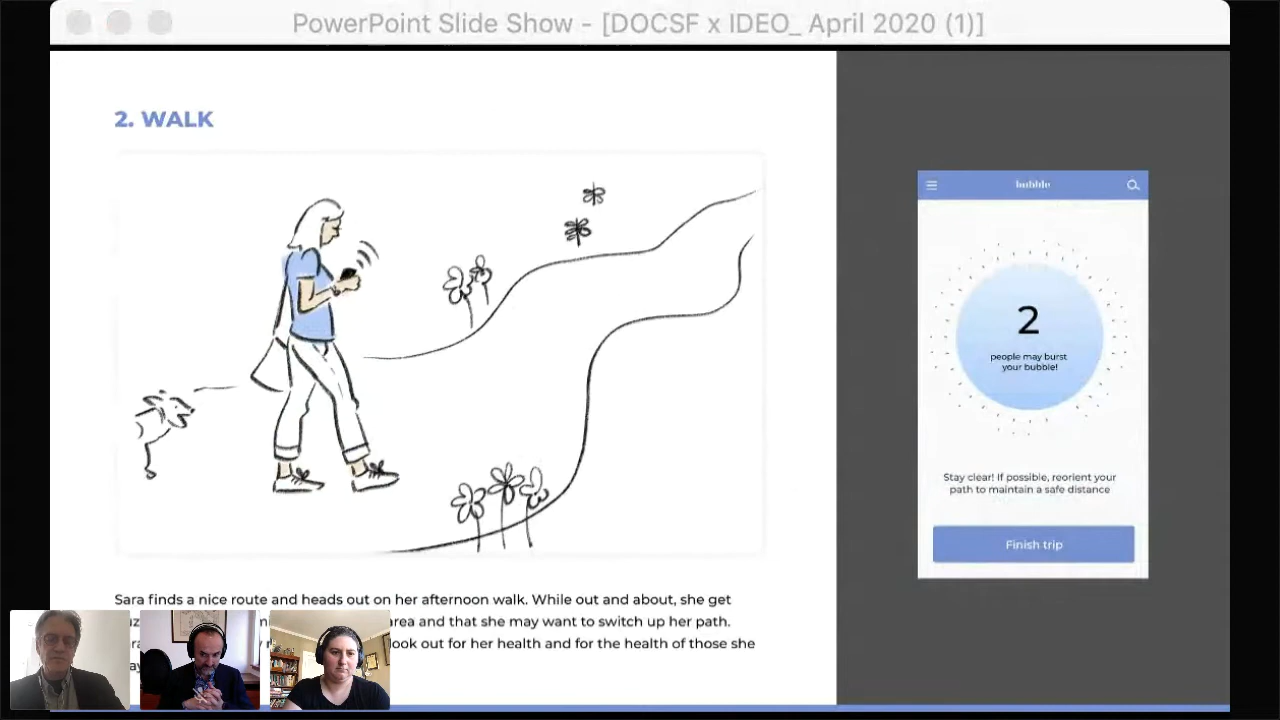 PowerPoint Slide Show - [DOCSF x IDEO_ April 2020 (1)]
2. WALK
Sara finds a nice route and heads out on her afternoon walk. While out and about, she get
area and that she may want to switch up her path.
look out for her health and for the health of those she
bubble
2
people may burst
your bubble!
Stay clear! If possible, reorient your
path to maintain a safe distance
Finish trip